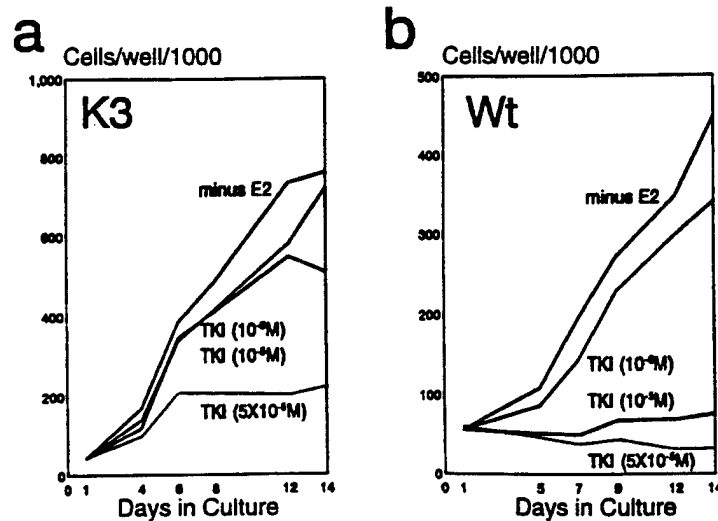 a
Cells/well/1000
1,000
800
600
400
200
0
K3
minus E2
TKI (10⁻⁶M)
TKI (10⁻⁵M)
TKI (5X10⁻⁵M)
0 1 4 6 8 12 14
Days in Culture
b
Cells/well/1000
500
400
300
200
100
0
Wt
minus E2
TKI (10⁻⁶M)
TKI (10⁻⁵M)
TKI (5X10⁻⁵M)
0 1 5 7 9 12 14
Days in Culture